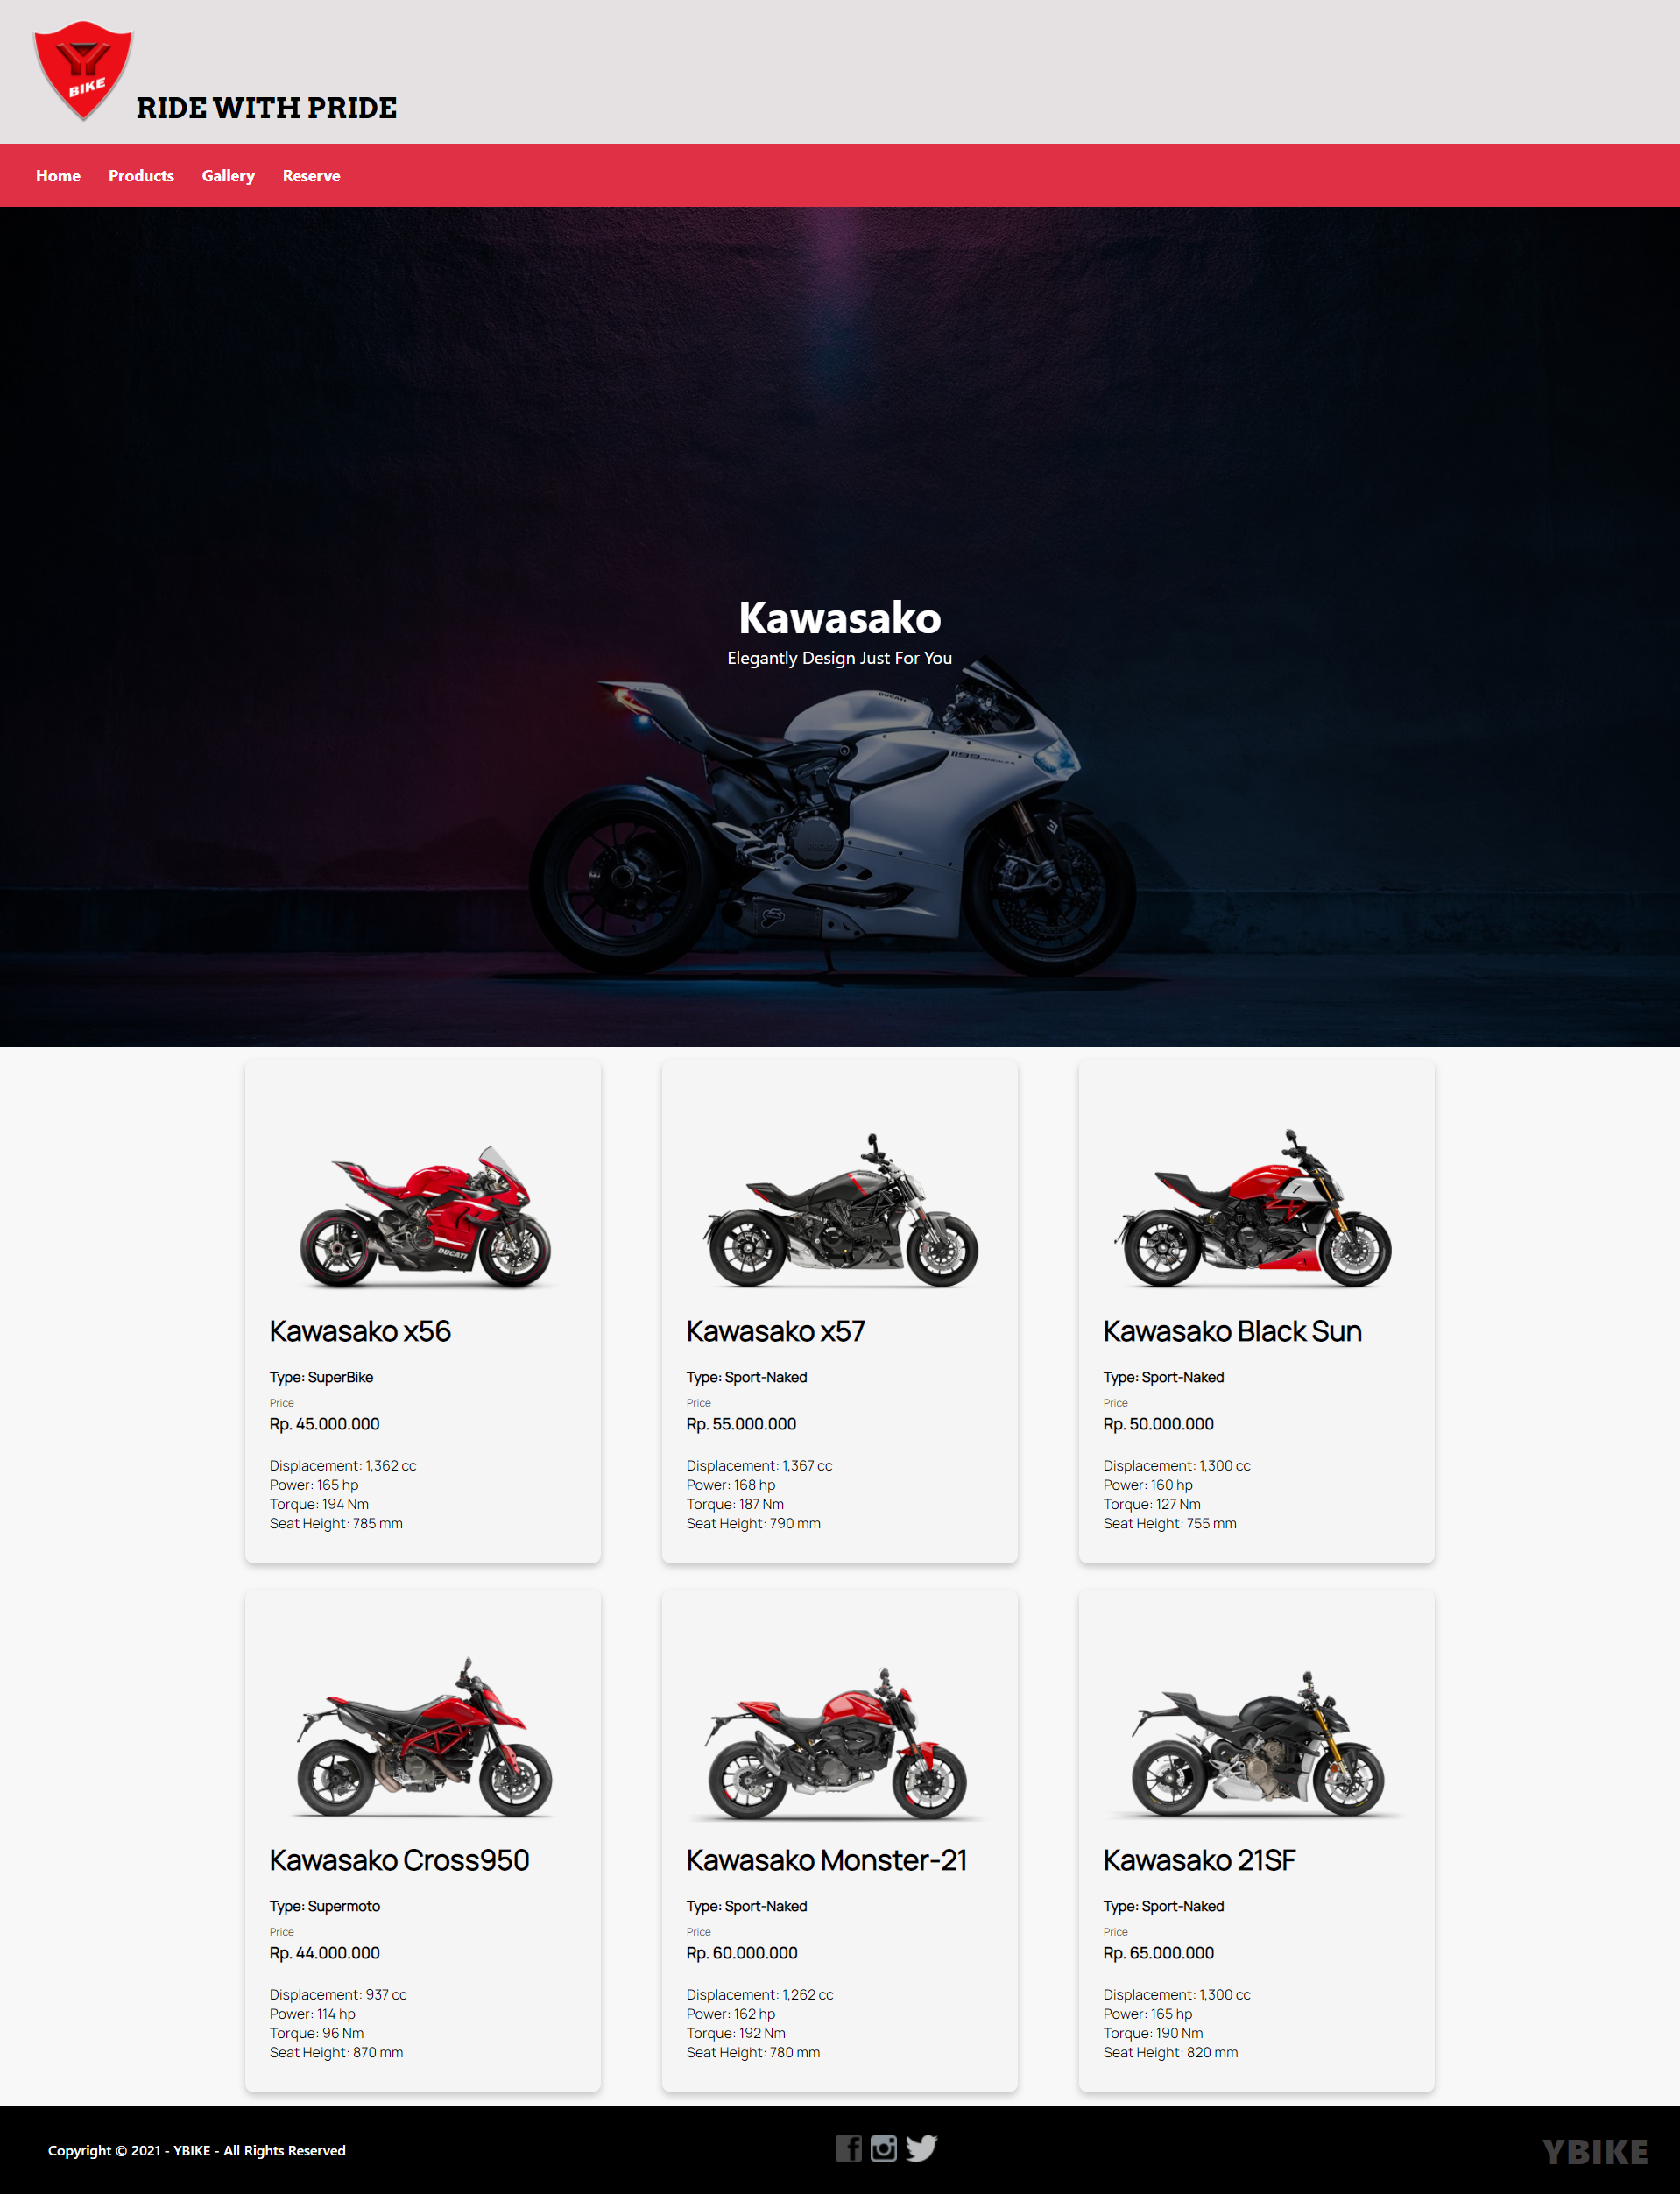 Y
BIKE
RIDE WITH PRIDE
Home Products Gallery Reserve
Kawasako
Elegantly Design Just For You
DUCATI
1199
DUCATI
Kawasako x56
Type: SuperBike
Price
Rp. 45.000.000
Displacement: 1,362 cc
Power: 165 hp
Torque: 194 Nm
Seat Height: 785 mm
Kawasako x57
Type: Sport-Naked
Price
Rp. 55.000.000
Displacement: 1,367 cc
Power: 168 hp
Torque: 187 Nm
Seat Height: 790 mm
Kawasako Black Sun
Type: Sport-Naked
Price
Rp. 50.000.000
Displacement: 1,300 cc
Power: 160 hp
Torque: 127 Nm
Seat Height: 755 mm
Kawasako Cross950
Type: Supermoto
Price
Rp. 44.000.000
Displacement: 937 cc
Power: 114 hp
Torque: 96 Nm
Seat Height: 870 mm
Kawasako Monster-21
Type: Sport-Naked
Price
Rp. 60.000.000
Displacement: 1,262 cc
Power: 162 hp
Torque: 192 Nm
Seat Height: 780 mm
Kawasako 21SF
Type: Sport-Naked
Price
Rp. 65.000.000
Displacement: 1,300 cc
Power: 165 hp
Torque: 190 Nm
Seat Height: 820 mm
Copyright © 2021 - YBIKE - All Rights Reserved
YBIKE